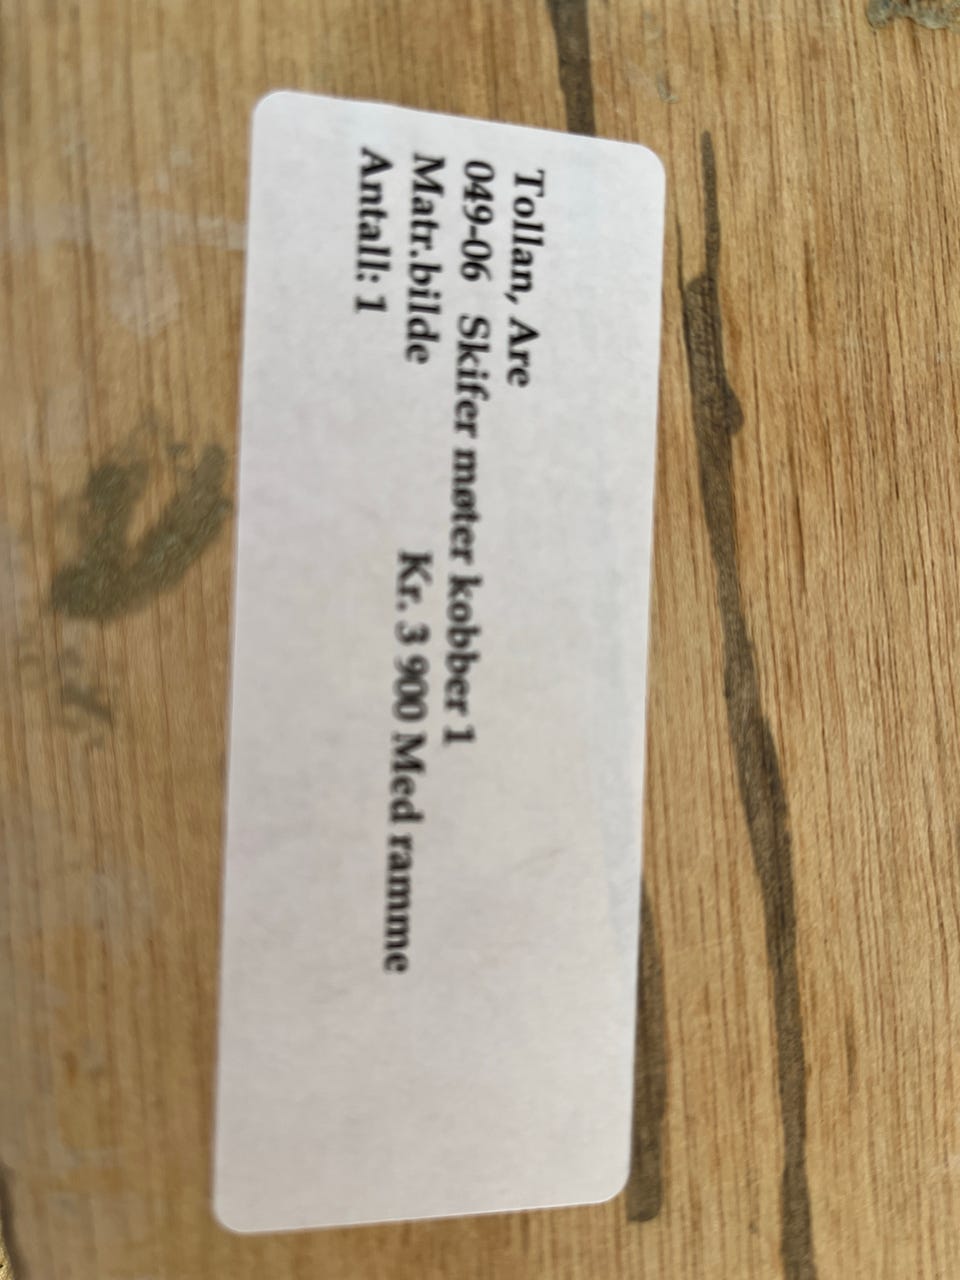 Tollan, Are
049-06 Skifer møter kobber 1
Matr.bilde Kr. 3 900 Med ramme
Antall: 1